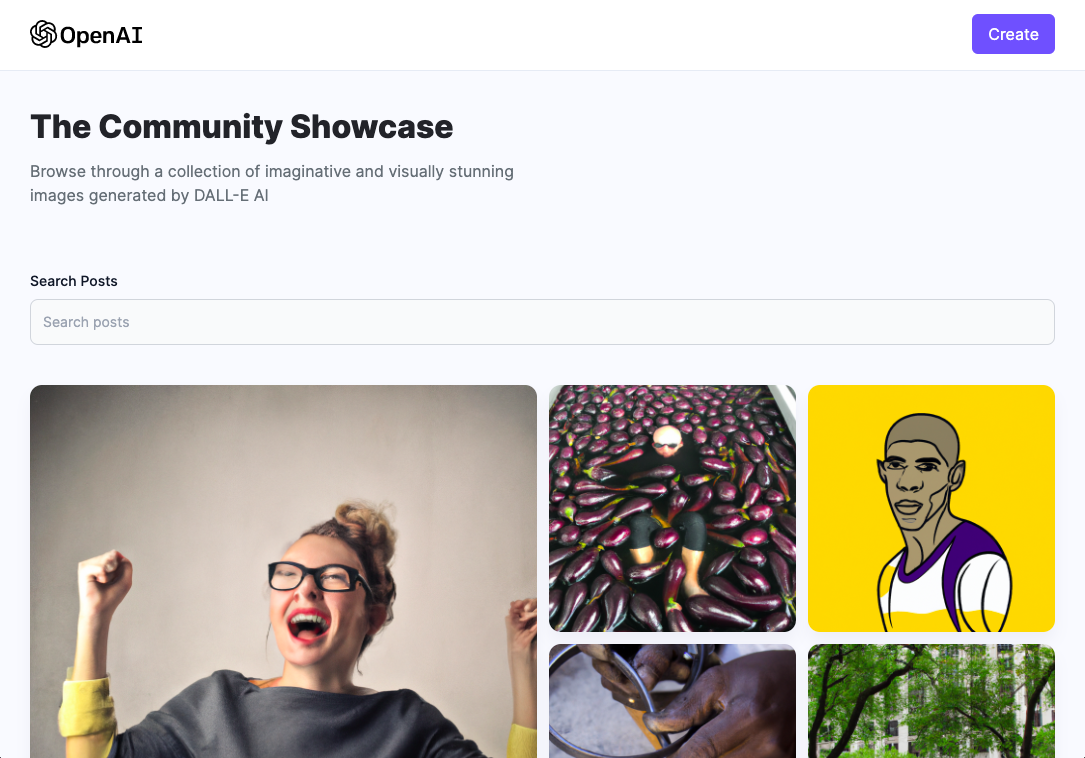 OpenAI
Create
The Community Showcase
Browse through a collection of imaginative and visually stunning
images generated by DALL-E AI
Search Posts
Search posts